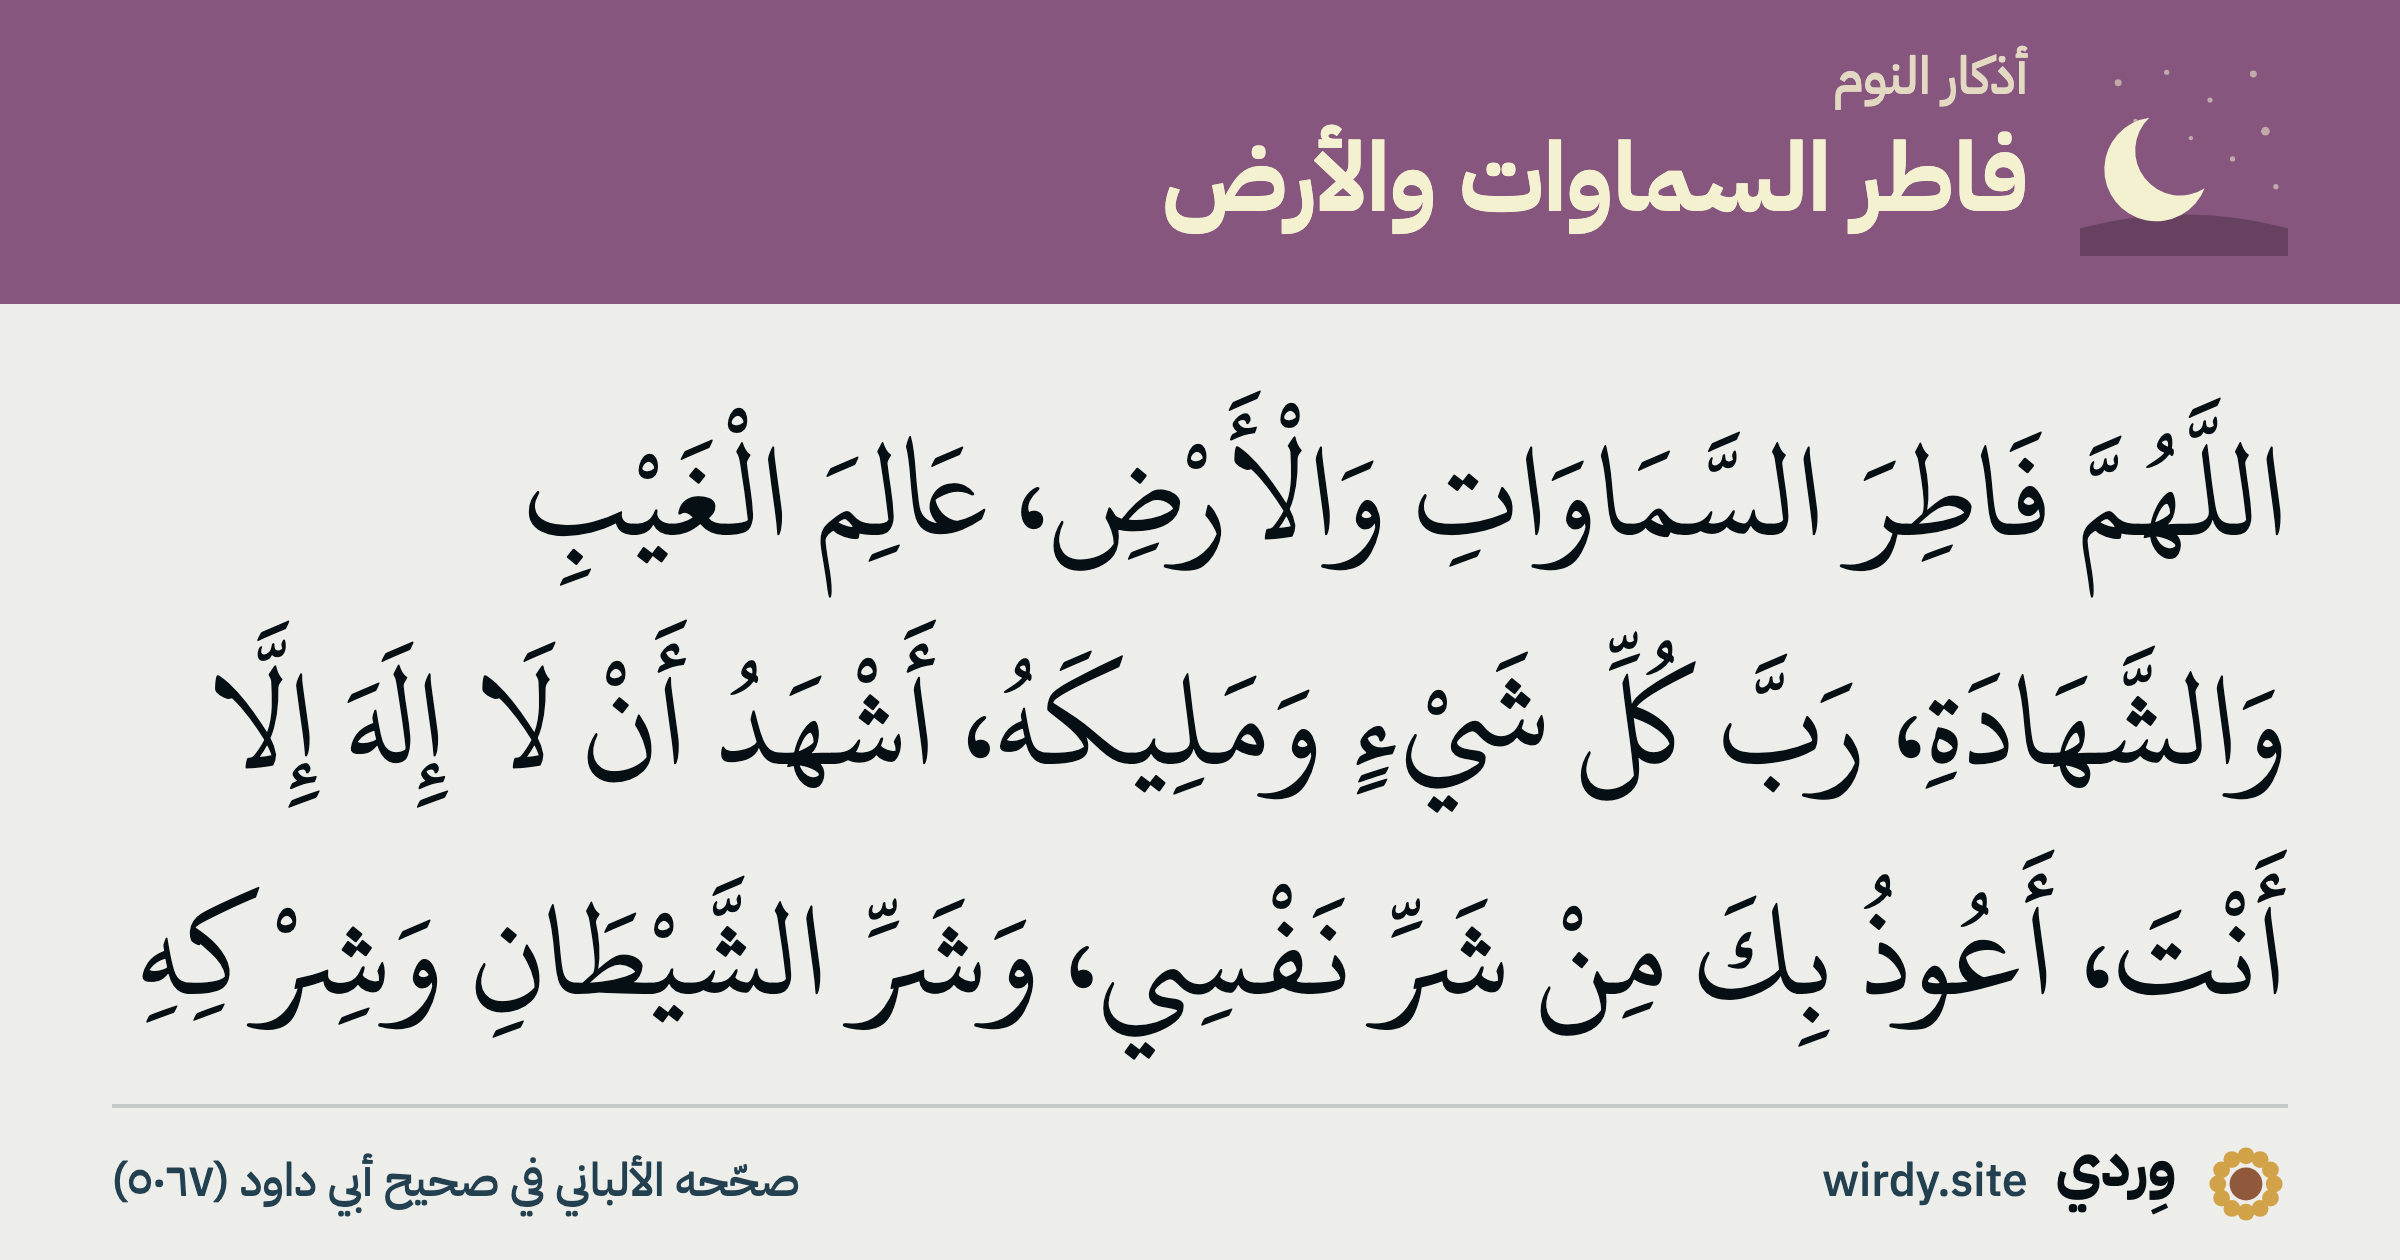 أذكار النوم
فاطر السماوات والأرض
اللَّهُمَّ فَاطِرَ السَّمَاوَاتِ وَالْأَرْضِ، عَالِمَ الْغَيْبِ
وَالشَّهَادَةِ، رَبَّ كُلِّ شَيْءٍ وَمَلِيكَهُ، أَشْهَدُ أَنْ لَا إِلَهَ إِلَّا
أَنْتَ، أَعُوذُ بِكَ مِنْ شَرِّ نَفْسِي، وَشَرِّ الشَّيْطَانِ وَشِرْكِهِ
وِردي wirdy.site
صحّحه الألباني في صحيح أبي داود (٥٠٦٧)